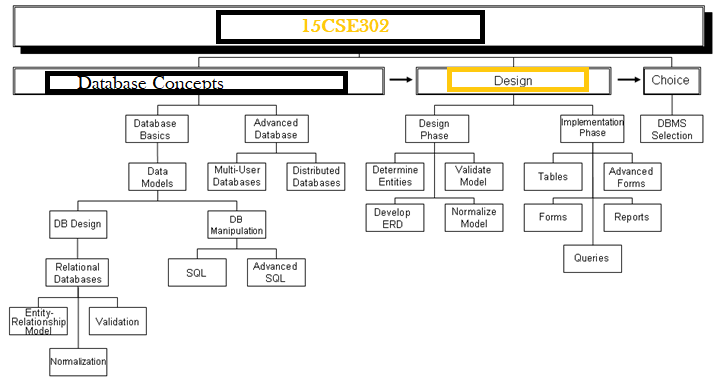 15CSE302
Database Concepts
Design
Choice
Database
Basics
Advanced
Database
Design
Phase
Implementation
Phase
DBMS
Selection
Data
Models
Multi-User
Databases
Distributed
Databases
Determine
Entities
Validate
Model
Tables
Advanced
Forms
DB Design
DB
Manipulation
Develop
ERD
Normalize
Model
Forms
Reports
Relational
Databases
SQL
Advanced
SQL
Queries
Entity-
Relationship
Model
Validation
Normalization